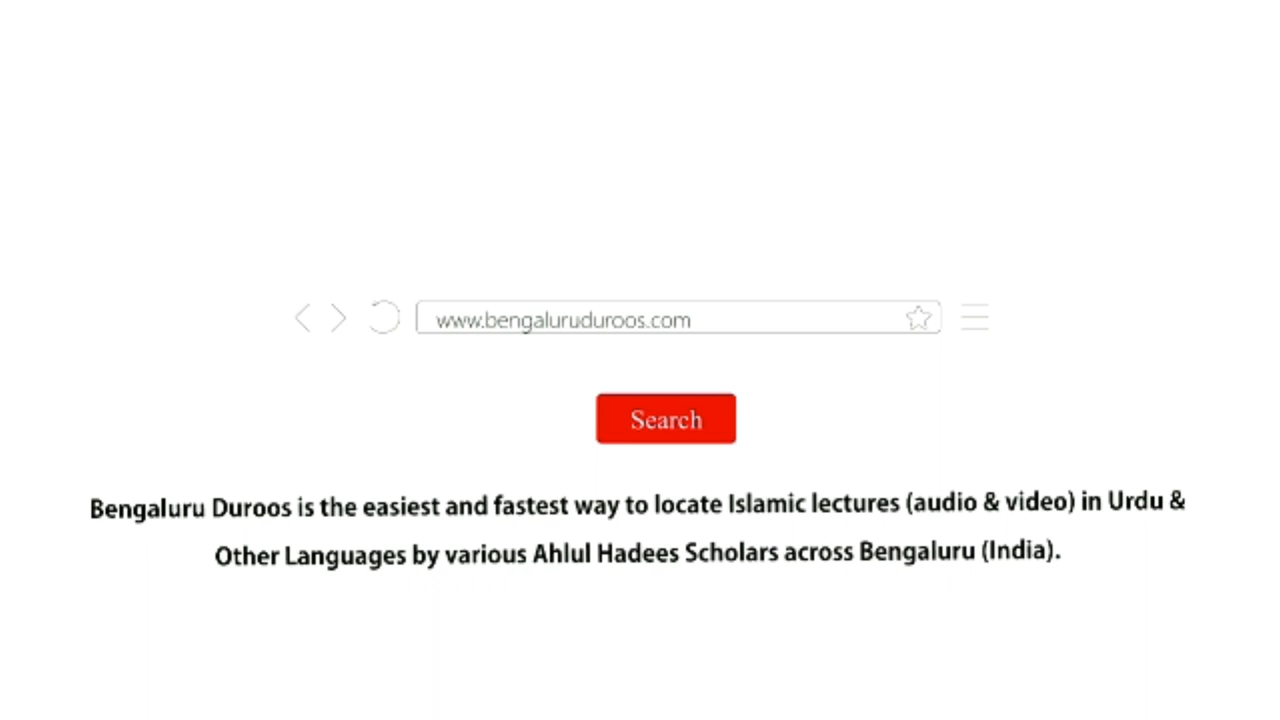 www.bengaluruduroos.com
Search
Bengaluru Duroos is the easiest and fastest way to locate Islamic lectures (audio & video) in Urdu &
Other Languages by various Ahlul Hadees Scholars across Bengaluru (India).